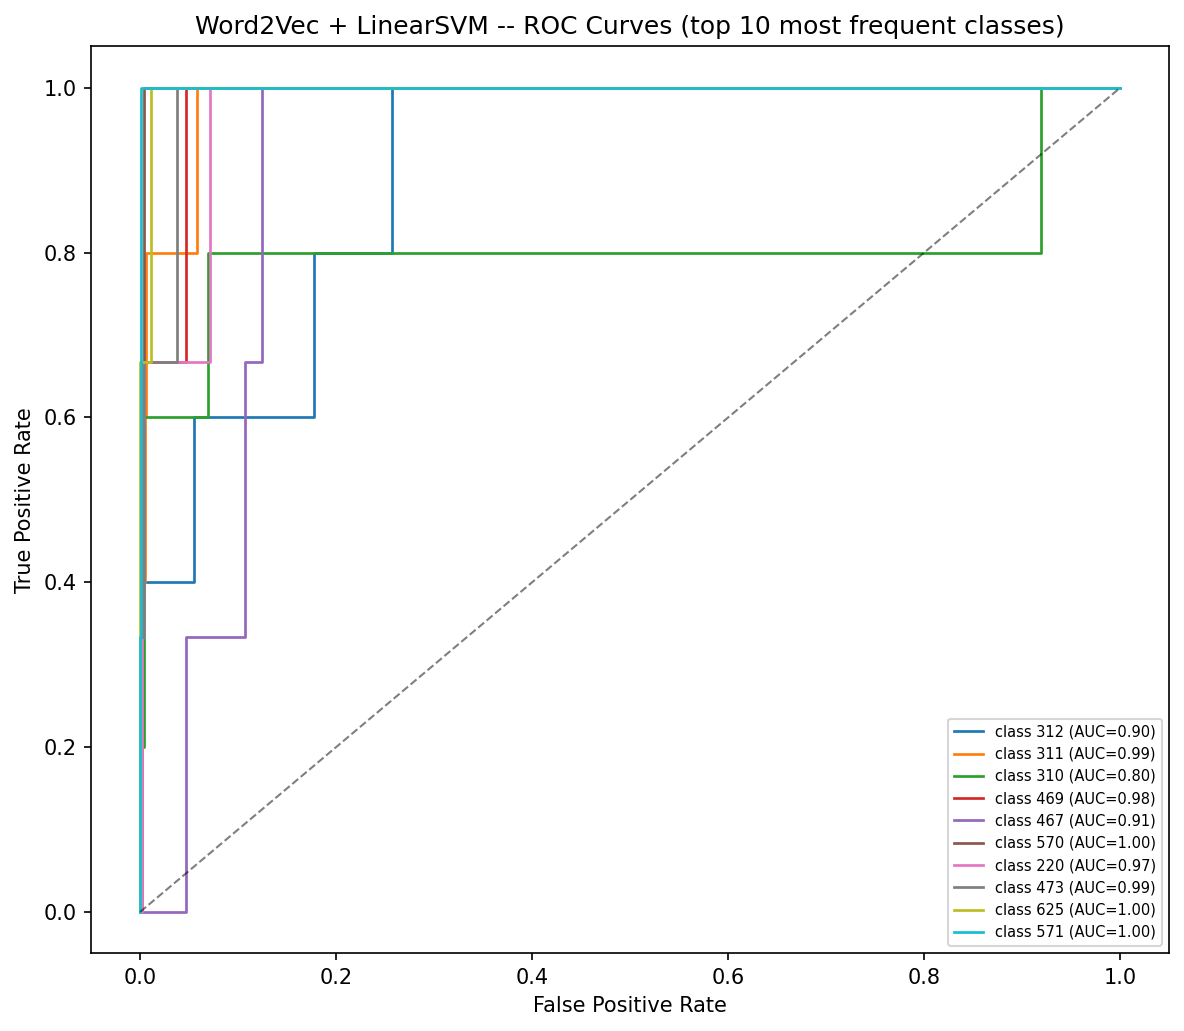 Word2Vec + LinearSVM -- ROC Curves (top 10 most frequent classes)
True Positive Rate
1.0
0.8
0.6
0.4
0.2
0.0
class 312 (AUC=0.90)
class 311 (AUC=0.99)
class 310 (AUC=0.80)
class 469 (AUC=0.98)
class 467 (AUC=0.91)
class 570 (AUC=1.00)
class 220 (AUC=0.97)
class 473 (AUC=0.99)
class 625 (AUC=1.00)
class 571 (AUC=1.00)
0.0 0.2 0.4 0.6 0.8 1.0
False Positive Rate